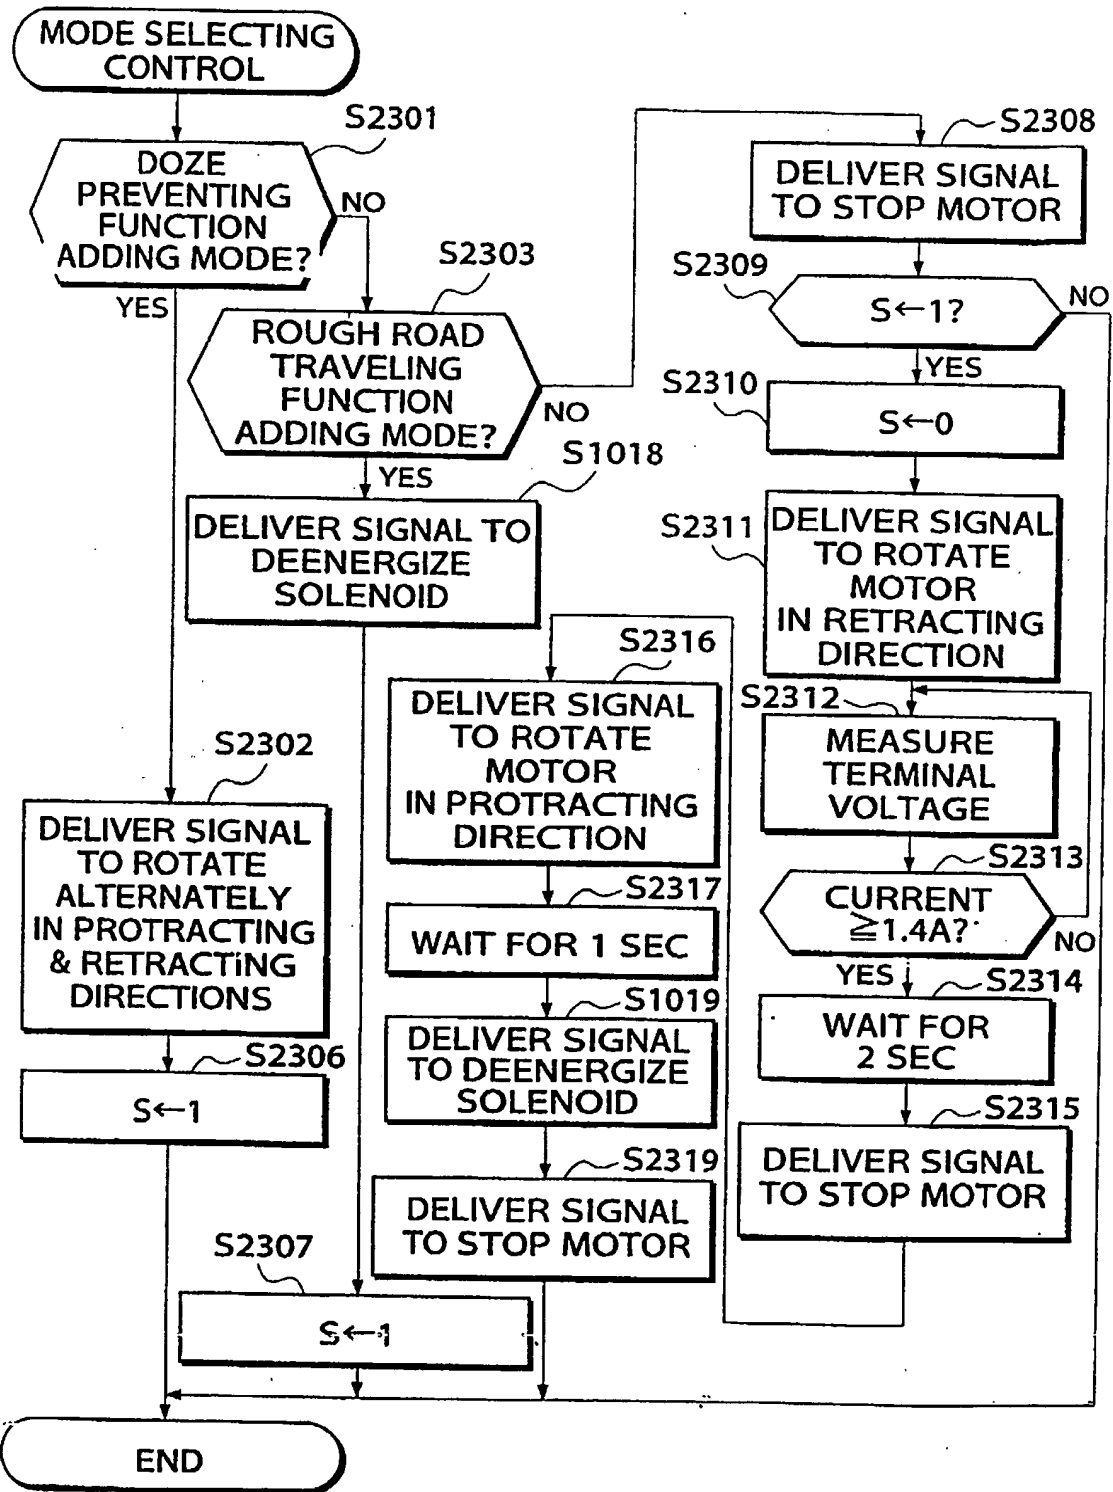 MODE SELECTING
CONTROL
S2301
DOZE
PREVENTING
FUNCTION
ADDING MODE?
NO
YES
S2303
ROUGH ROAD
TRAVELING
FUNCTION
ADDING MODE?
NO
YES
S1018
DELIVER SIGNAL TO
DEENERGIZE
SOLENOID
S2302
DELIVER SIGNAL
TO ROTATE
ALTERNATELY
IN PROTRACTING
& RETRACTING
DIRECTIONS
S2306
S←1
S2307
S←1
S2308
DELIVER SIGNAL
TO STOP MOTOR
S2309
S←1?
NO
YES
S2310
S←0
S2311
DELIVER SIGNAL
TO ROTATE
MOTOR
IN RETRACTING
DIRECTION
S2312
MEASURE
TERMINAL
VOLTAGE
S2313
CURRENT
≧1.4A?
NO
YES
S2314
WAIT FOR
2 SEC
S2315
DELIVER SIGNAL
TO STOP MOTOR
S2316
DELIVER SIGNAL
TO ROTATE
MOTOR
IN PROTRACTING
DIRECTION
S2317
WAIT FOR 1 SEC
S1019
DELIVER SIGNAL
TO DEENERGIZE
SOLENOID
S2319
DELIVER SIGNAL
TO STOP MOTOR
END